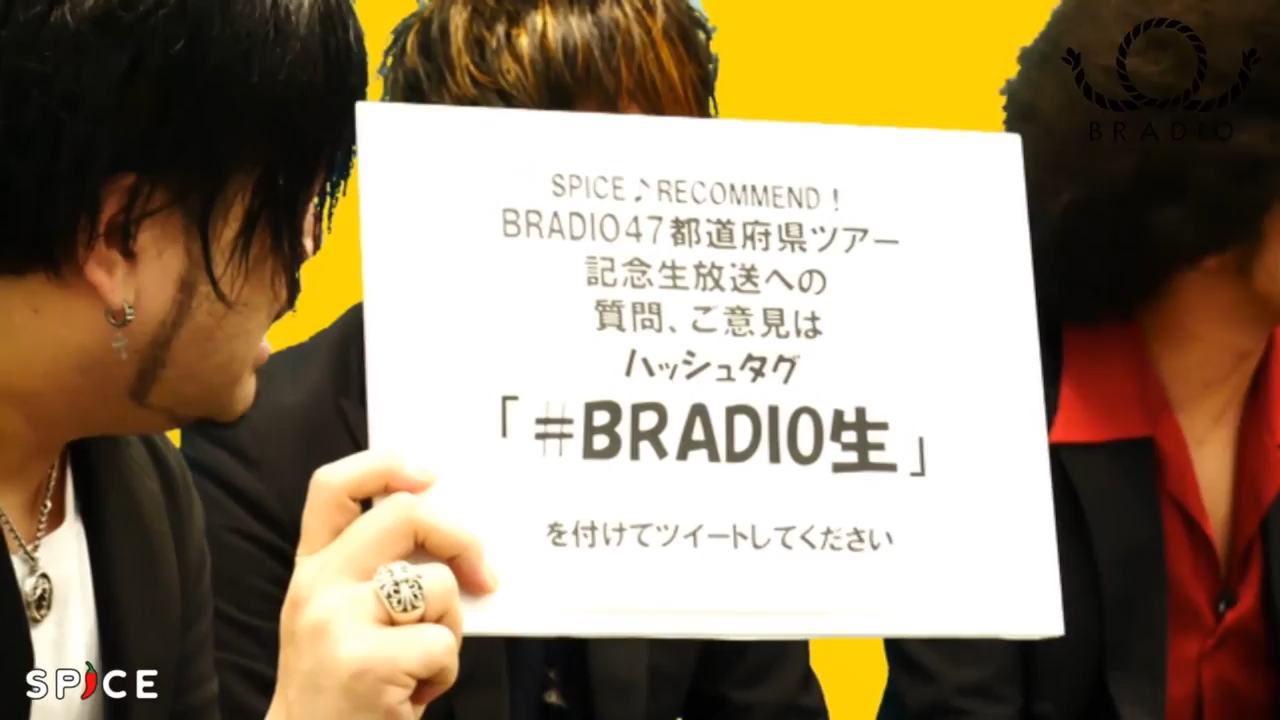 BRADIO
SPICE♪RECOMMEND！
BRADIO47都道府県ツアー
記念生放送への
質問、ご意見は
ハッシュタグ
「#BRADIO生」
を付けてツイートしてください
SPICE